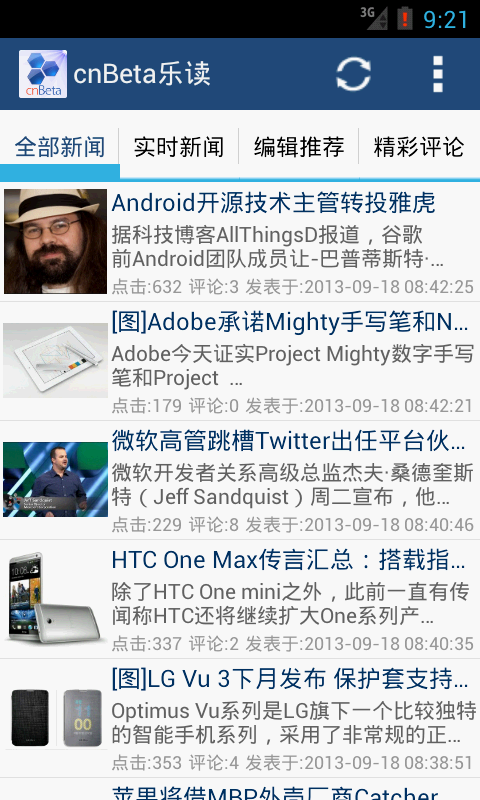 3G
9:21
cnBeta
cnBeta乐读
全部新闻 实时新闻 编辑推荐 精彩评论
Android开源技术主管转投雅虎
据科技博客AllThingsD报道，谷歌
前Android团队成员让-巴普蒂斯特·...
点击:632 评论:3 发表于:2013-09-18 08:42:25
[图]Adobe承诺Mighty手写笔和N...
Adobe今天证实Project Mighty数字手写
笔和Project ...
点击:179 评论:0 发表于:2013-09-18 08:42:21
微软高管跳槽Twitter出任平台伙...
微软开发者关系高级总监杰夫·桑德奎斯
特（Jeff Sandquist）周二宣布，他...
点击:229 评论:8 发表于:2013-09-18 08:40:46
HTC One Max传言汇总：搭载指...
除了HTC One mini之外，此前一直有传
闻称HTC还将继续扩大One系列产...
点击:337 评论:2 发表于:2013-09-18 08:40:35
[图]LG Vu 3下月发布 保护套支持...
Optimus Vu系列是LG旗下一个比较独特
的智能手机系列，采用了非常规的正...
点击:353 评论:4 发表于:2013-09-18 08:38:51
苹果将借MBP外壳厂商Catcher